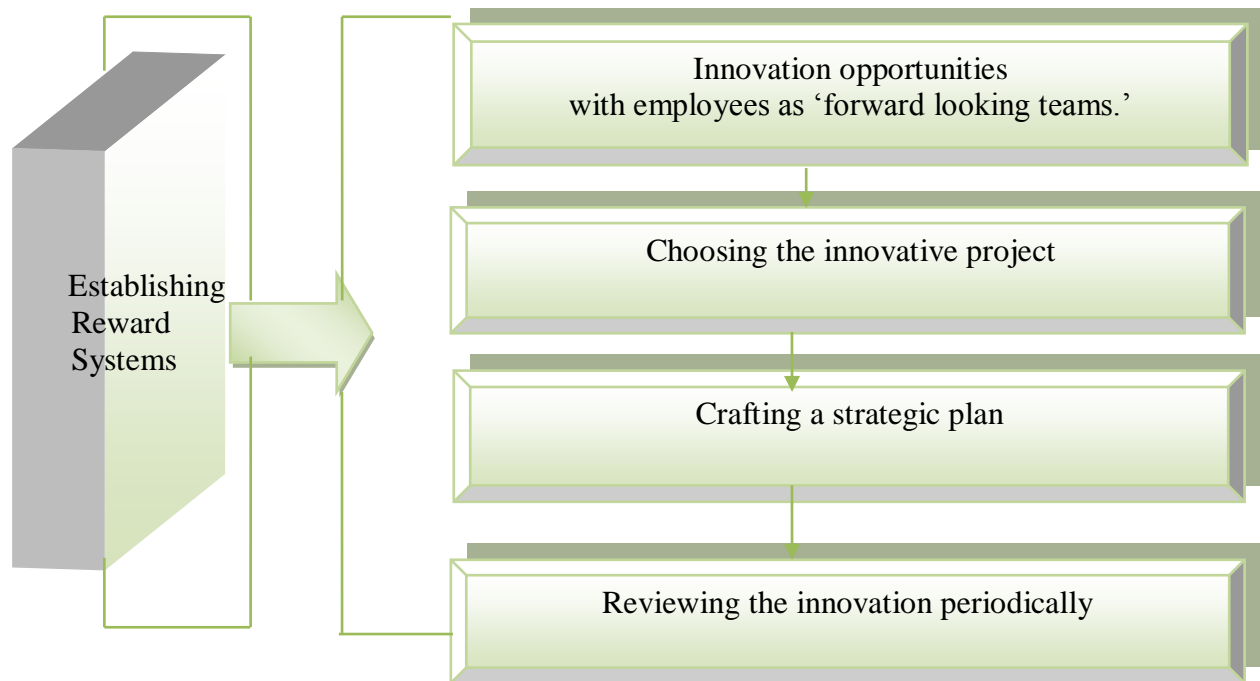 Establishing
Reward
Systems
Innovation opportunities
with employees as ‘forward looking teams.’
Choosing the innovative project
Crafting a strategic plan
Reviewing the innovation periodically